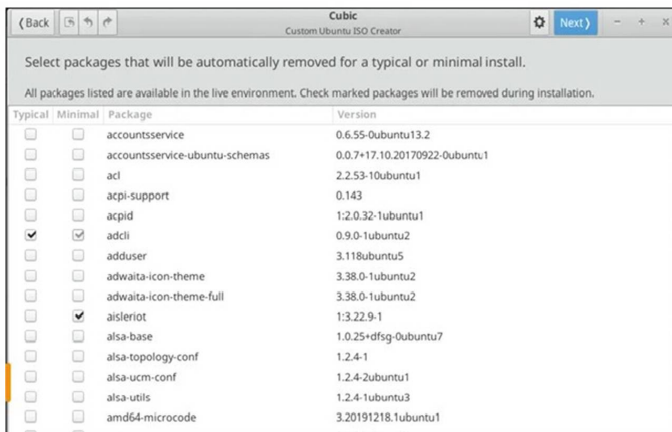 Back
Cubic
Custom Ubuntu ISO Creator
Next
Select packages that will be automatically removed for a typical or minimal install.
All packages listed are available in the live environment. Check marked packages will be removed during installation.
Typical Minimal Package Version
accountsservice 0.6.55-0ubuntu13.2
accountsservice-ubuntu-schemas 0.0.7+17.10.20170922-0ubuntu1
acl 2.2.53-10ubuntu1
acpi-support 0.143
acpid 1:2.0.32-1ubuntu1
adcli 0.9.0-1ubuntu2
adduser 3.118ubuntu5
adwaita-icon-theme 3.38.0-1ubuntu2
adwaita-icon-theme-full 3.38.0-1ubuntu2
aisleriot 1:3.22.9-1
alsa-base 1.0.25+dfsg-0ubuntu7
alsa-topology-conf 1.2.4-1
alsa-ucm-conf 1.2.4-2ubuntu1
alsa-utils 1.2.4-1ubuntu3
amd64-microcode 3.20191218.1ubuntu1